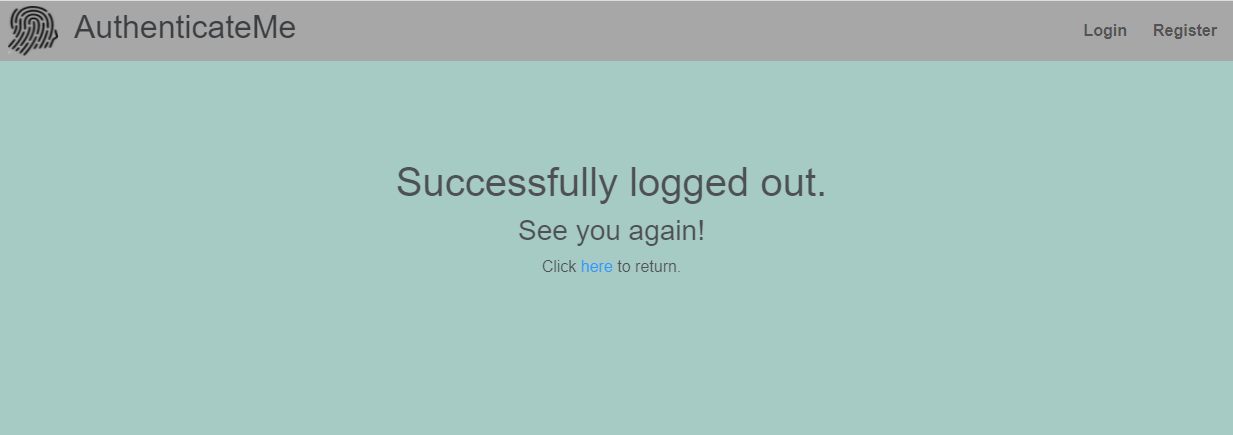 AuthenticateMe
Login Register
Successfully logged out.
See you again!
Click here to return.